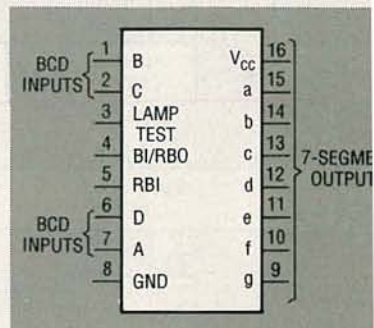 BCD
INPUTS
1 B
2 C
3 LAMP
TEST
4 BI/RBO
5 RBI
BCD
INPUTS
6 D
7 A
8 GND
VCC 16
a 15
b 14
c 13
d 12
e 11
f 10
g 9
7-SEGME
OUTPUT